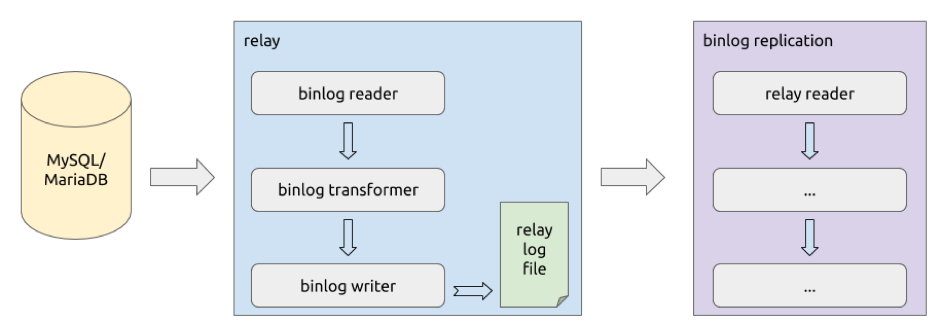 MySQL/
MariaDB
relay
binlog reader
binlog transformer
binlog writer
relay
log
file
binlog replication
relay reader
...
...